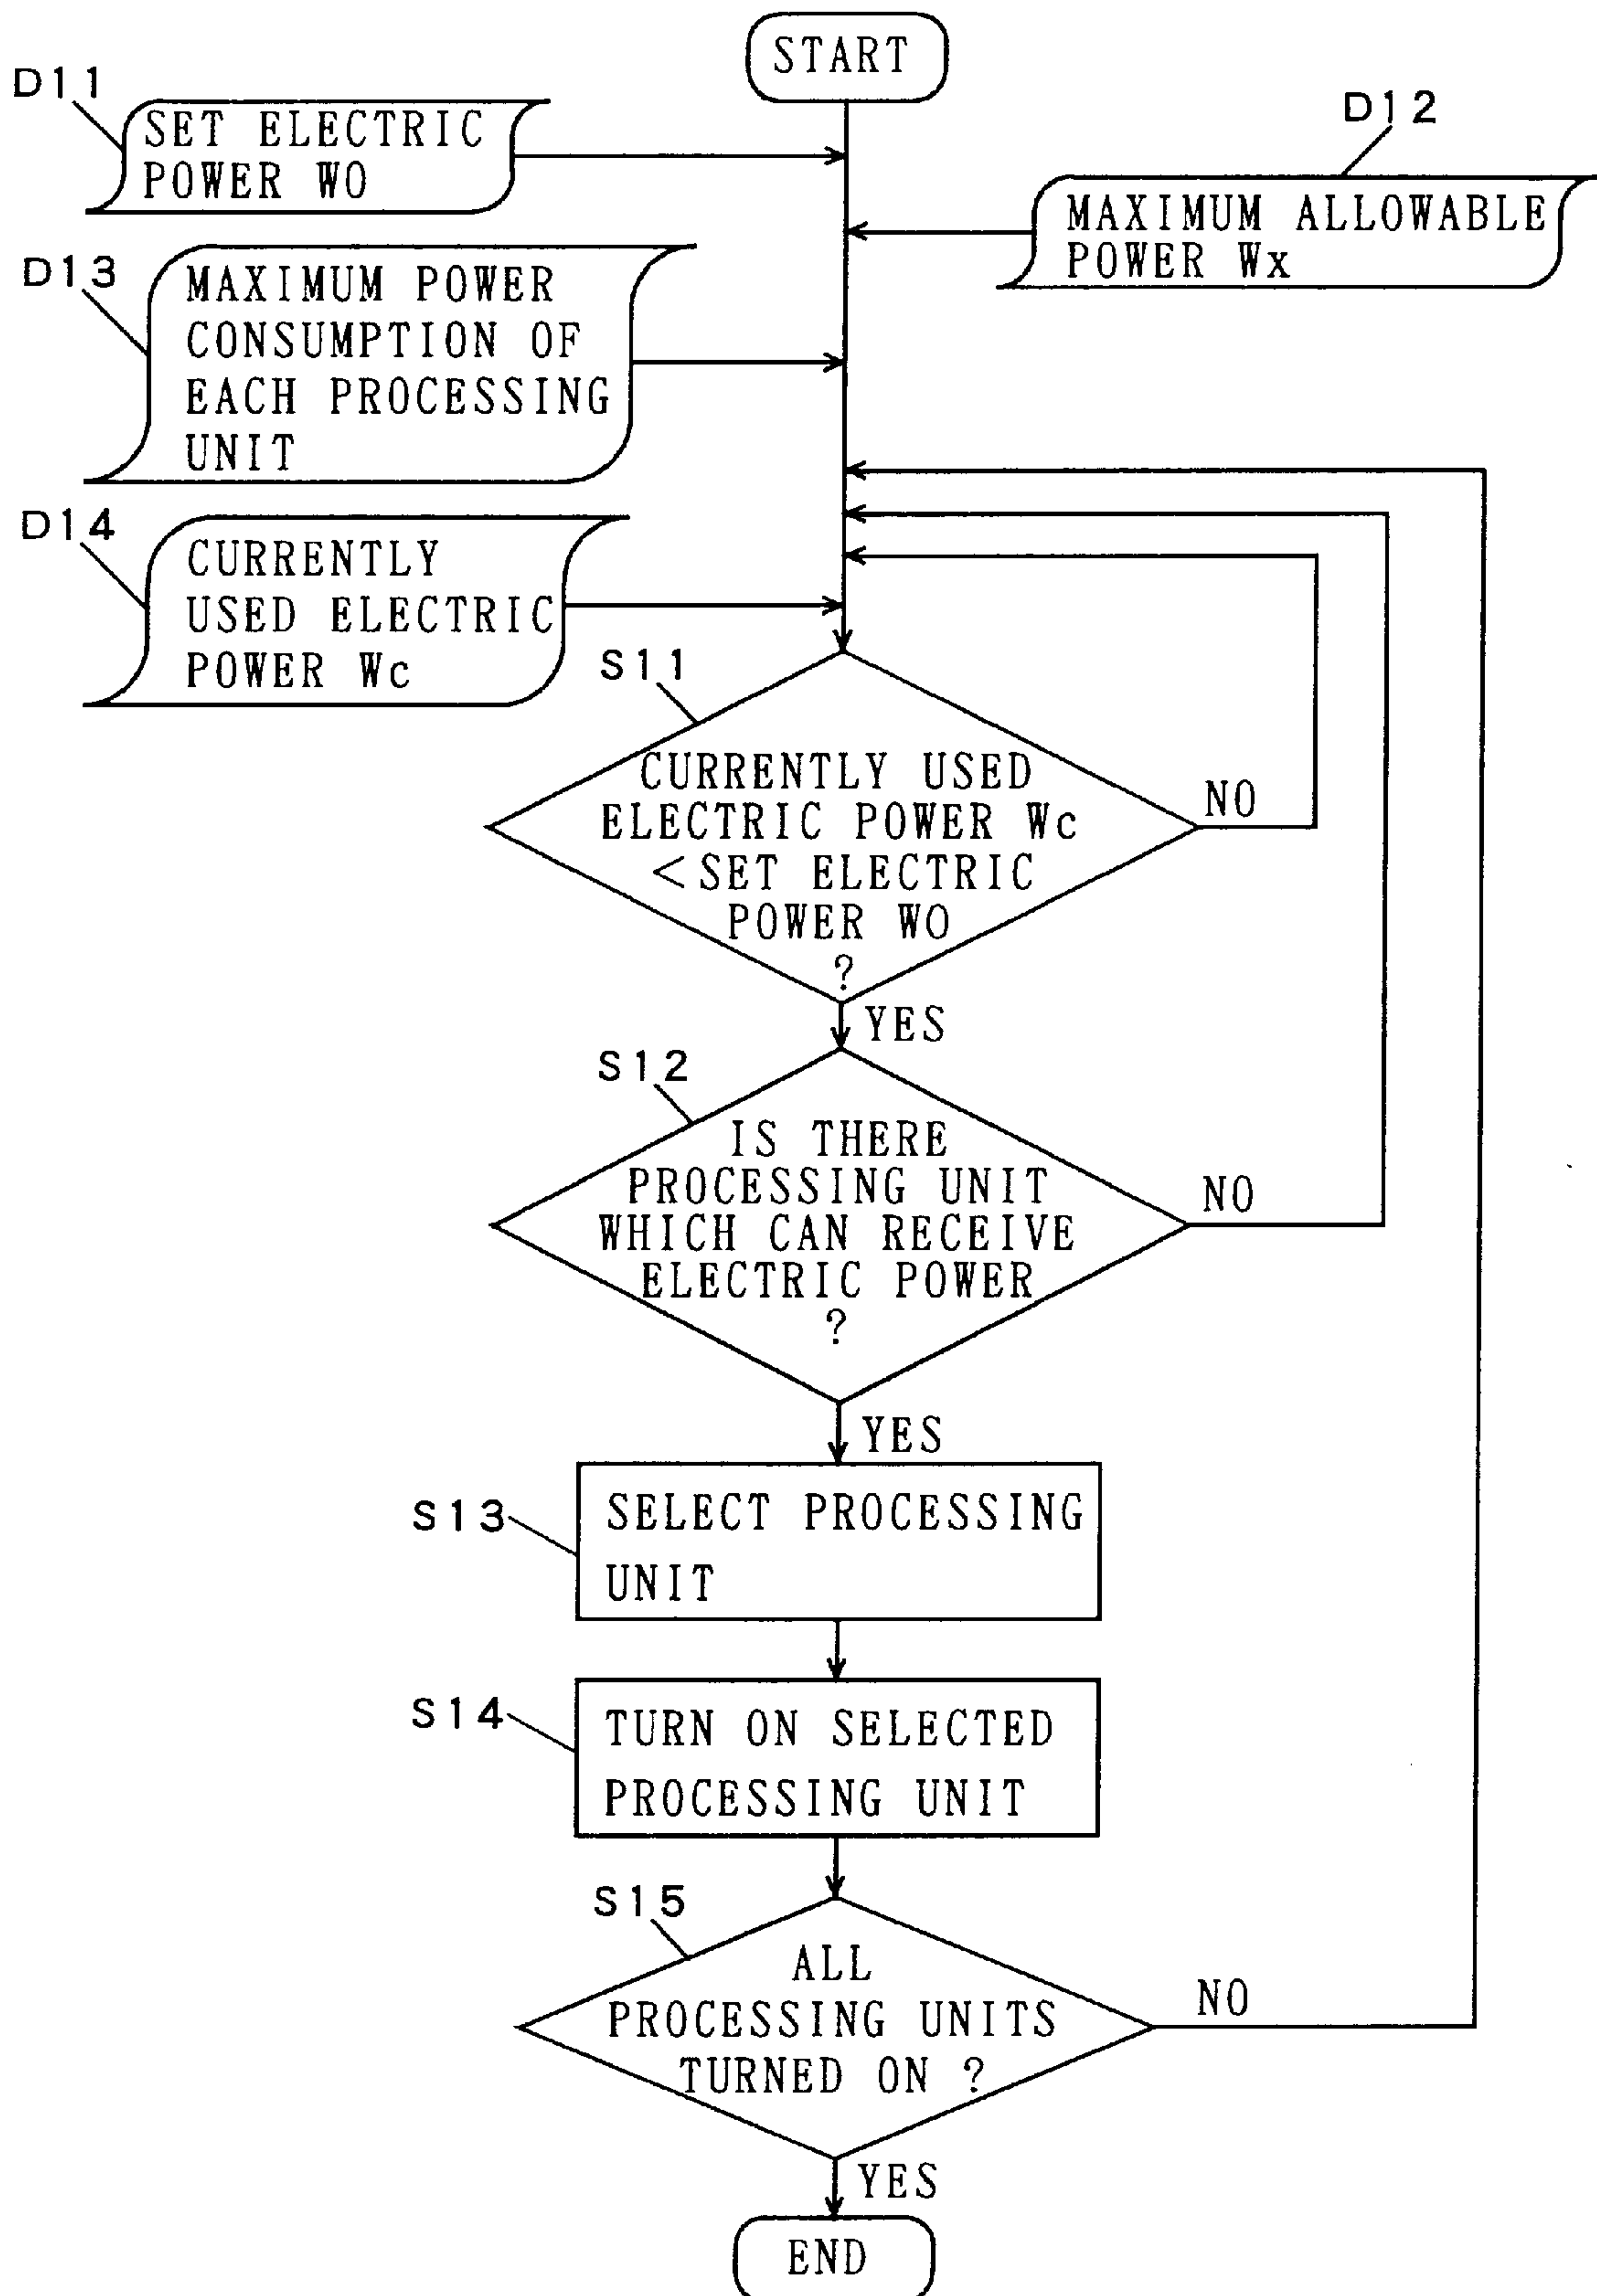 START
D11
SET ELECTRIC
POWER WO
D12
MAXIMUM ALLOWABLE
POWER Wx
D13
MAXIMUM POWER
CONSUMPTION OF
EACH PROCESSING
UNIT
D14
CURRENTLY
USED ELECTRIC
POWER Wc
S11
CURRENTLY USED
ELECTRIC POWER Wc
<SET ELECTRIC
POWER WO
?
NO
YES
S12
IS THERE
PROCESSING UNIT
WHICH CAN RECEIVE
ELECTRIC POWER
?
NO
YES
S13
SELECT PROCESSING
UNIT
S14
TURN ON SELECTED
PROCESSING UNIT
S15
ALL
PROCESSING UNITS
TURNED ON ?
NO
YES
END